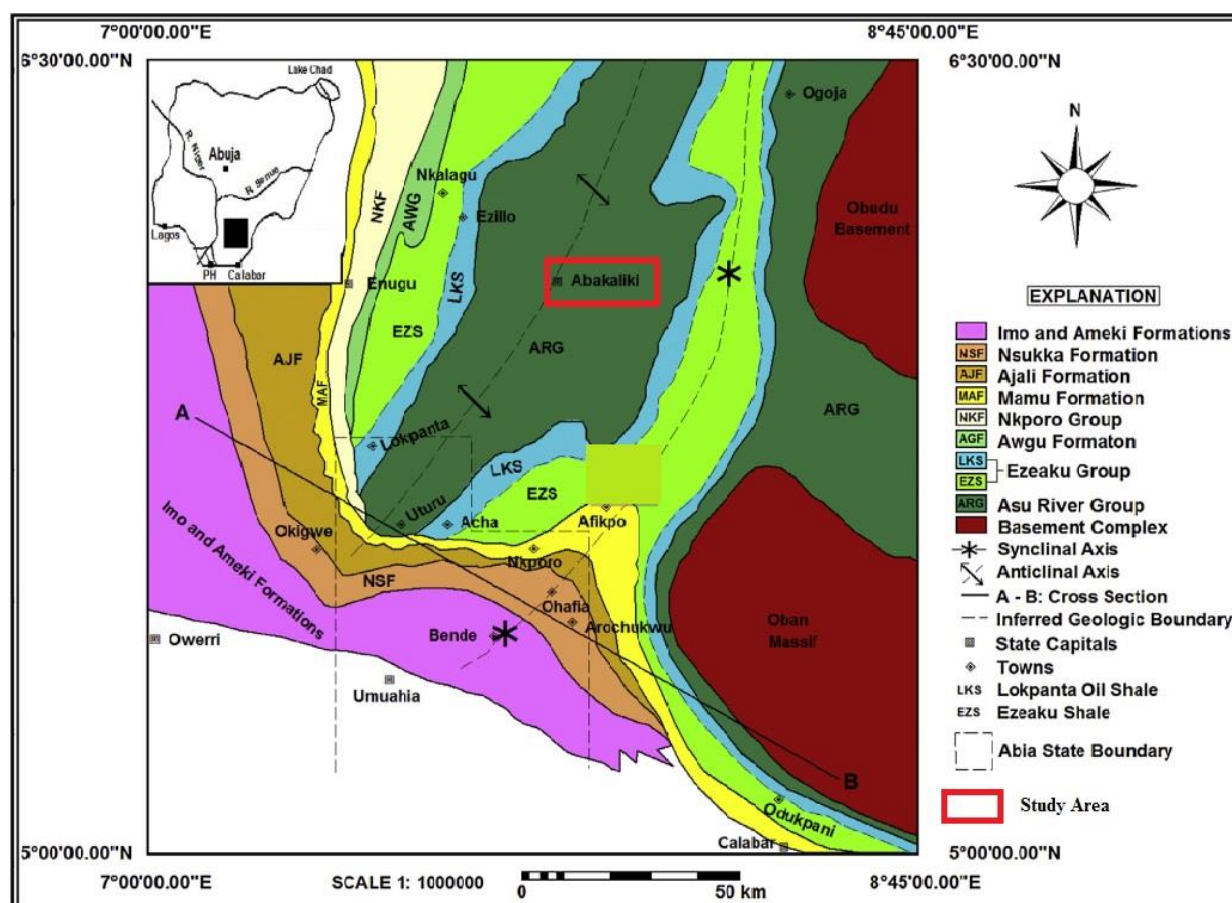 7°00'00.00"E
8°45'00.00"E
6°30'00.00"N
6°30'00.00"N
Lake Chad
R. Niger
Abuja
R. Benue
Lagos
PH
Calabar
Ogoja
N
Nkalagu
NKF
AWG
Ezillo
Obudu
Basement
Enugu
LKS
Abakaliki
EZS
EXPLANATION
Imo and Ameki Formations
NSF Nsukka Formation
AJF Ajali Formation
MAF Mamu Formation
NKF Nkporo Group
AGF Awgu Formaton
LKS
EZS
Ezeaku Group
ARG Asu River Group
Basement Complex
Synclinal Axis
Anticlinal Axis
A - B: Cross Section
Inferred Geologic Boundary
State Capitals
Towns
LKS Lokpanta Oil Shale
EZS Ezeaku Shale
Abia State Boundary
Study Area
AJF
MAF
ARG
ARG
A
Lokpanta
LKS
EZS
Uturu
Acha
Afikpo
Okigwe
Nkporo
NSF
Imo and Ameki Formations
Ohafia
Arochukwu
Oban
Massif
Owerri
Bende
Umuahia
B
Odukpani
Calabar
5°00'00.00"N
5°00'00.00"N
7°00'00.00"E
SCALE 1: 1000000
0
50 km
8°45'00.00"E